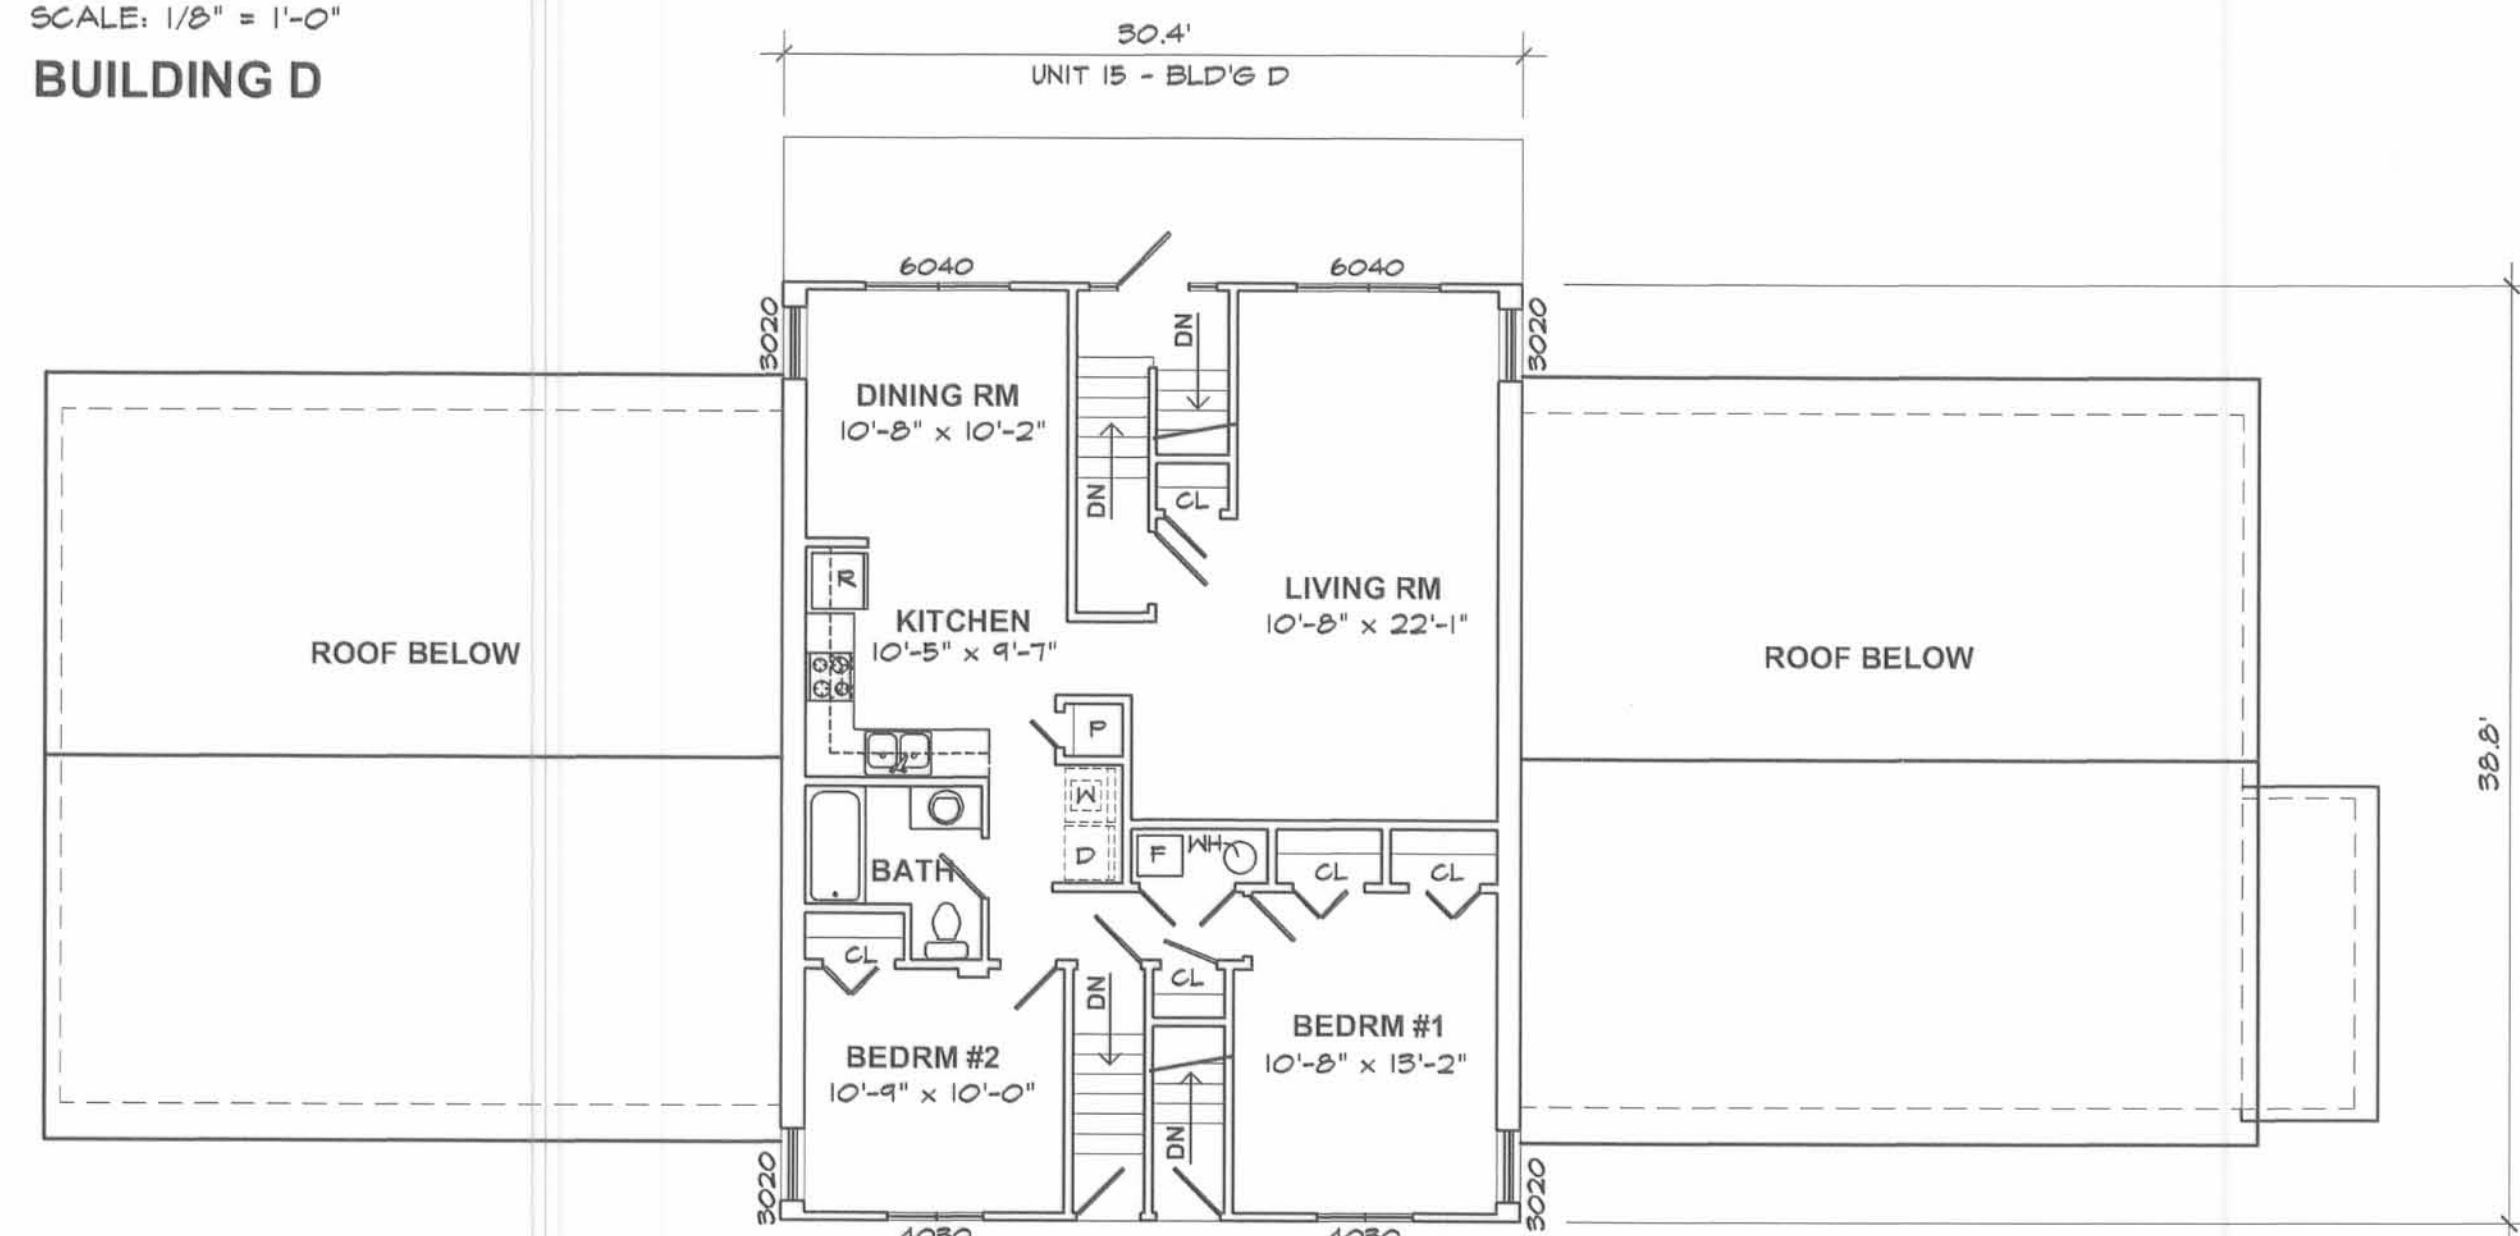 SCALE: 1/8" = 1'-0"
BUILDING D
30.4'
UNIT 15 - BLD'G D
6040
6040
3020
3020
DN
DINING RM
10'-8" x 10'-2"
DN
CL
R
KITCHEN
10'-5" x 9'-7"
LIVING RM
10'-8" x 22'-1"
ROOF BELOW
ROOF BELOW
38.8'
P
W
D
F
WH
CL
CL
BATH
CL
CL
DN
BEDRM #2
10'-9" x 10'-0"
BEDRM #1
10'-8" x 13'-2"
DN
3020
3020
4030
4030